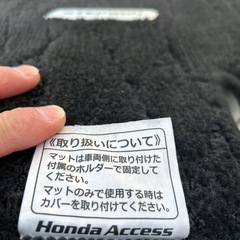 《取り扱いについて》
マットは車両側に取り付けた
付属のホルダーで固定して
ください。
マットのみで使用する時は
カバーを取り付けてください。
Honda Access